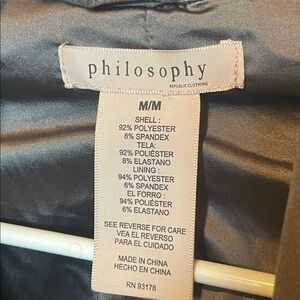 philosophy
REPUBLIC CLOTHING
M/M
SHELL :
92% POLYESTER
8% SPANDEX
TELA:
92% POLIÉSTER
8% ELASTANO
LINING :
94% POLYESTER
6% SPANDEX
EL FORRO :
94% POLIÉSTER
6% ELASTANO
SEE REVERSE FOR CARE
VEA EL REVERSO
PARA EL CUIDADO
MADE IN CHINA
HECHO EN CHINA
RN 93178